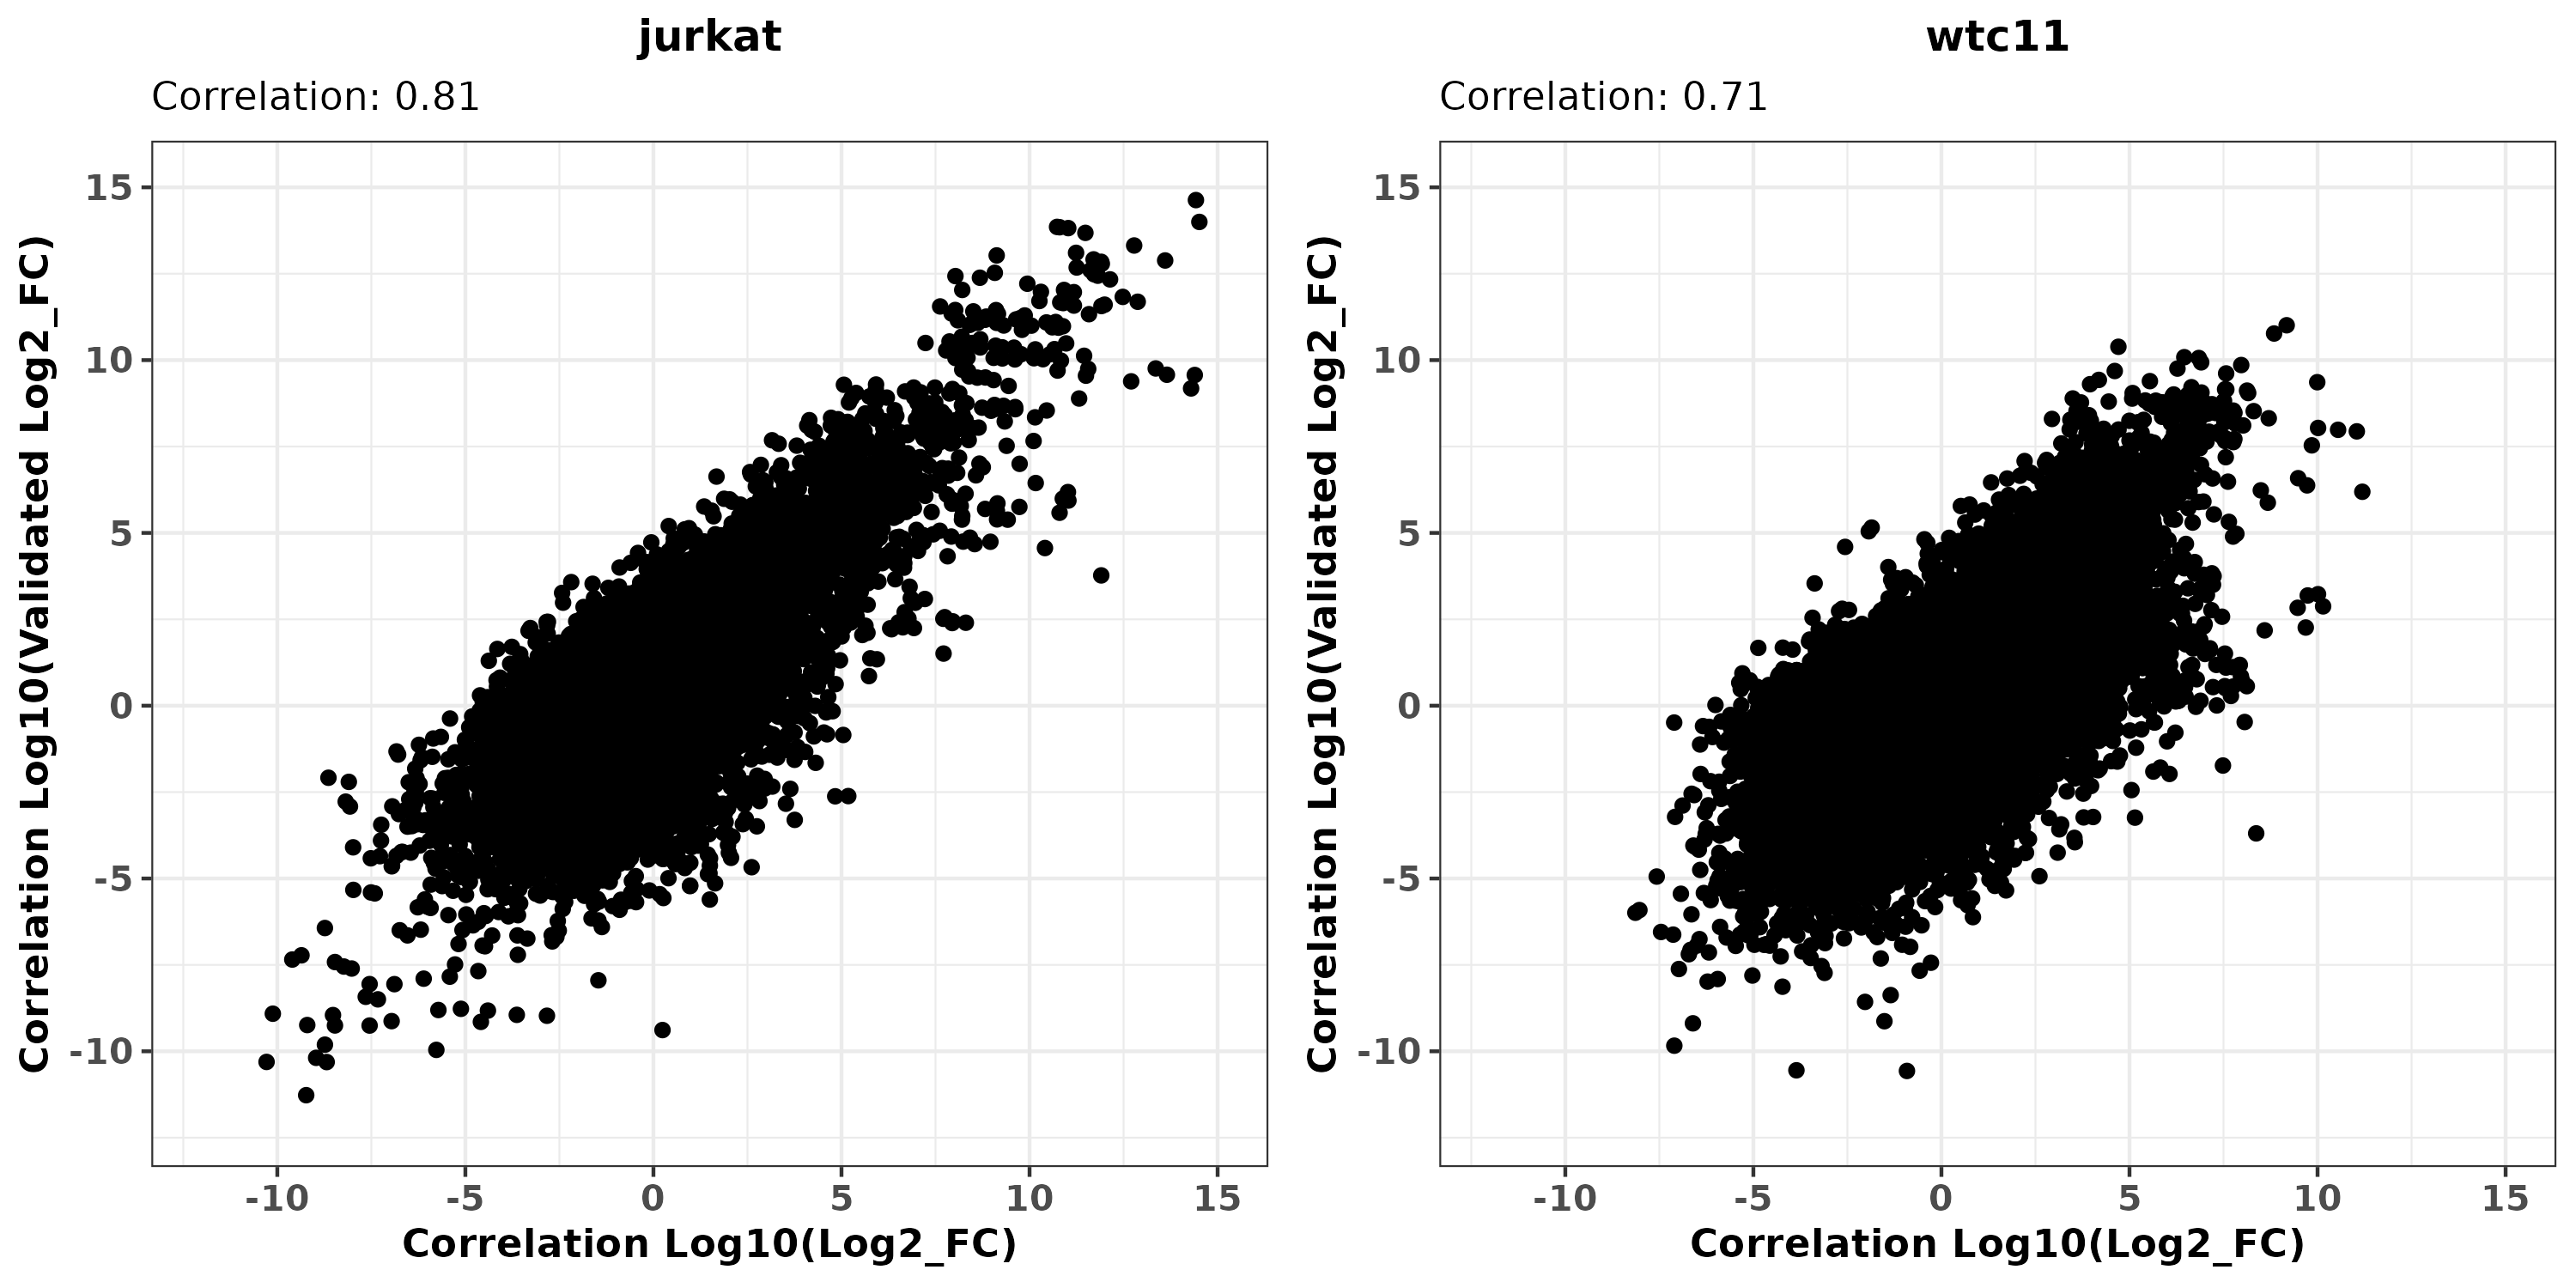 jurkat
Correlation: 0.81
Correlation Log10(Validated Log2_FC)
15
10
5
0
-5
-10
-10 -5 0 5 10 15
Correlation Log10(Log2_FC)
wtc11
Correlation: 0.71
Correlation Log10(Validated Log2_FC)
15
10
5
0
-5
-10
-10 -5 0 5 10 15
Correlation Log10(Log2_FC)